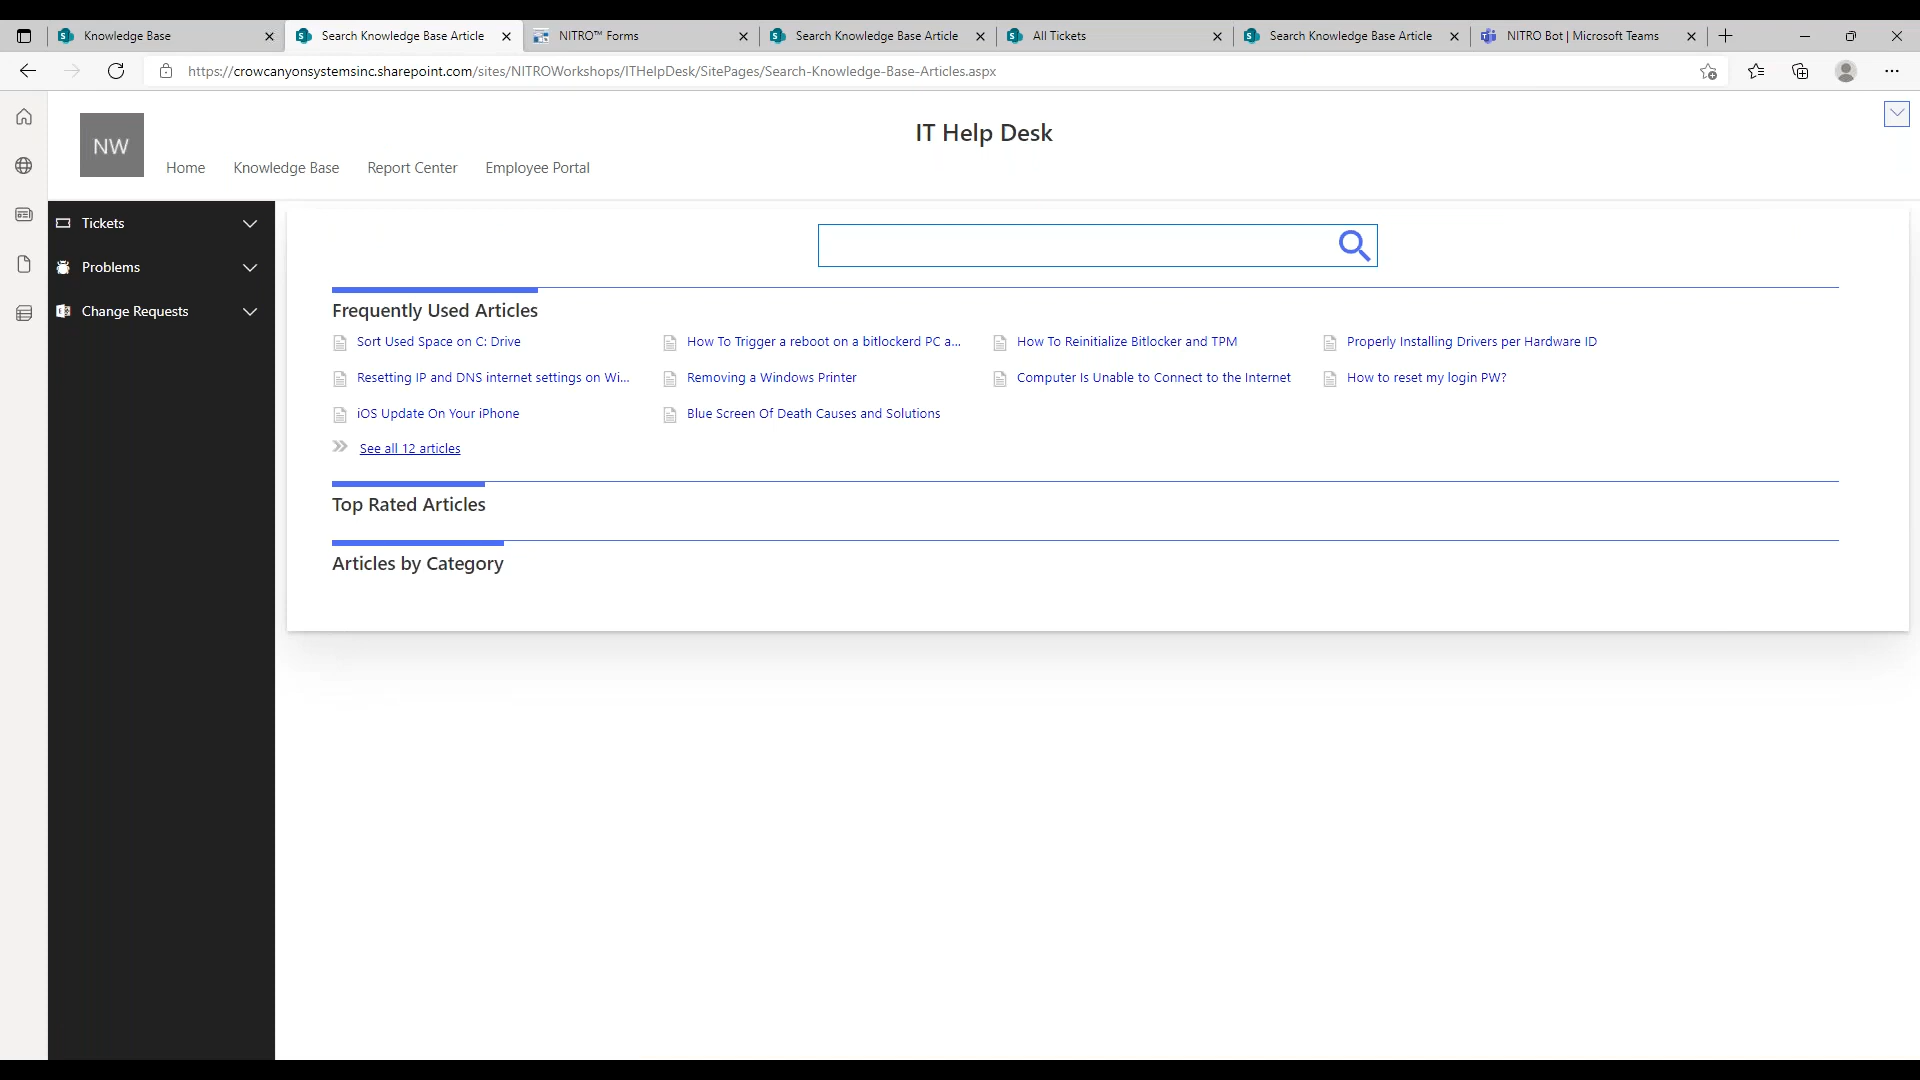 Knowledge Base
Search Knowledge Base Article
NITRO™ Forms
Search Knowledge Base Article
All Tickets
Search Knowledge Base Article
NITRO Bot | Microsoft Teams
https://crowcanyonsystemsinc.sharepoint.com/sites/NITROWorkshops/ITHelpDesk/SitePages/Search-Knowledge-Base-Articles.aspx
IT Help Desk
NW
Home Knowledge Base Report Center Employee Portal
Tickets
Problems
Change Requests
Frequently Used Articles
Sort Used Space on C: Drive
How To Trigger a reboot on a bitlockerd PC a...
How To Reinitialize Bitlocker and TPM
Properly Installing Drivers per Hardware ID
Resetting IP and DNS internet settings on Wi...
Removing a Windows Printer
Computer Is Unable to Connect to the Internet
How to reset my login PW?
iOS Update On Your iPhone
Blue Screen Of Death Causes and Solutions
See all 12 articles
Top Rated Articles
Articles by Category